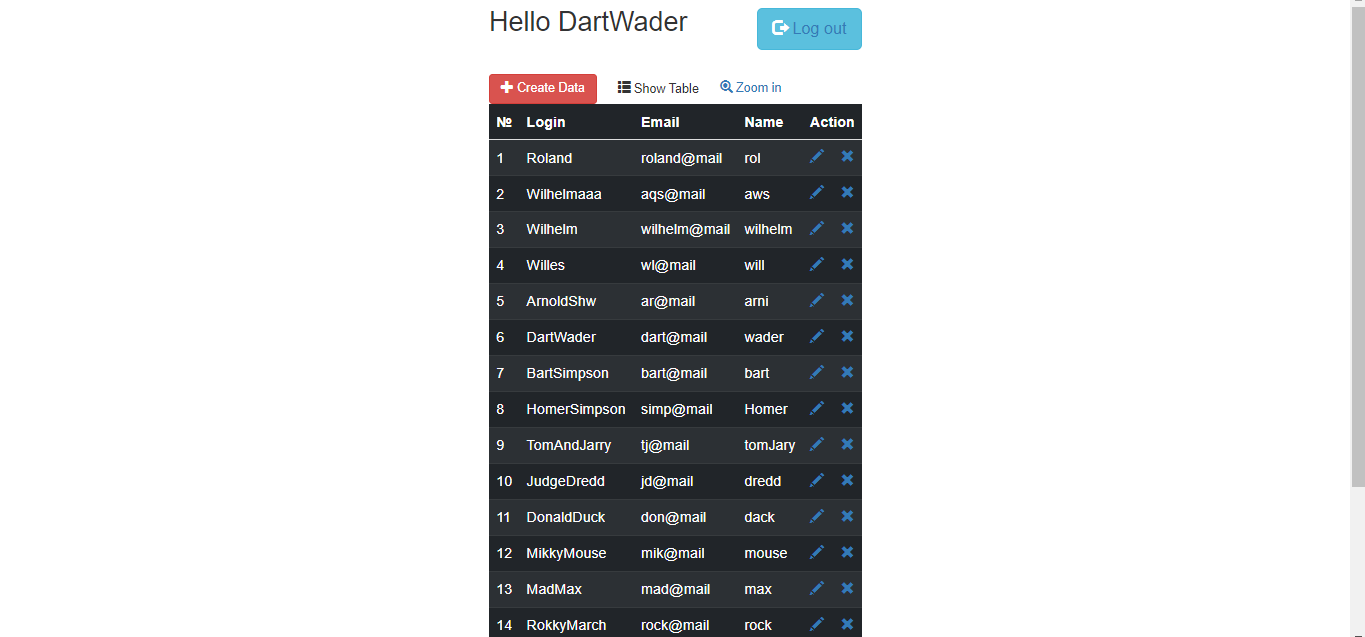 Hello DartWader Log out
Create Data Show Table Zoom in
№ Login Email Name Action
1 Roland roland@mail rol
2 Wilhelmaaa aqs@mail aws
3 Wilhelm wilhelm@mail wilhelm
4 Willes wl@mail will
5 ArnoldShw ar@mail arni
6 DartWader dart@mail wader
7 BartSimpson bart@mail bart
8 HomerSimpson simp@mail Homer
9 TomAndJarry tj@mail tomJary
10 JudgeDredd jd@mail dredd
11 DonaldDuck don@mail dack
12 MikkyMouse mik@mail mouse
13 MadMax mad@mail max
14 RokkyMarch rock@mail rock